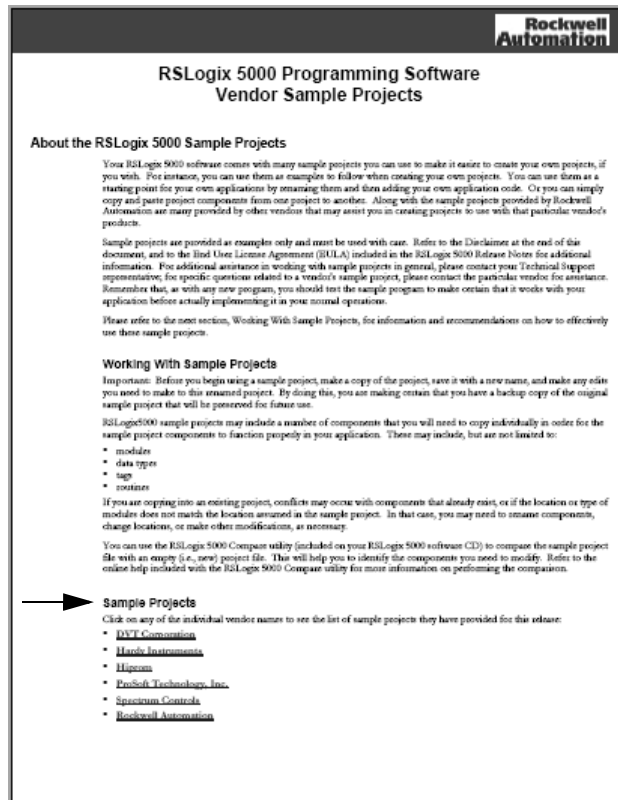 Rockwell
Automation
RSLogix 5000 Programming Software
Vendor Sample Projects
About the RSLogix 5000 Sample Projects
Your RSLogix 5000 software comes with many sample projects you can use to make it easier to create your own projects, if
you wish. For instance, you can use them as examples to follow when creating your own projects. You can use them as a
starting point for your own applications by renaming them and then adding your own application code. Or you can simply
copy and paste project components from one project to another. Along with the sample projects provided by Rockwell
Automation are many provided by other vendors that may assist you in creating projects to use with that particular vendor's
products.
Sample projects are provided as examples only and must be used with care. Refer to the Disclaimer at the end of this
document, and to the End User License Agreement (EULA) included in the RSLogix 5000 Release Notes for additional
information. For additional assistance in working with sample projects in general, please contact your Technical Support
representative; for specific questions related to a vendor's sample project, please contact the particular vendor for assistance.
Remember that, as with any new program, you should test the sample program to make certain that it works with your
application before actually implementing it in your normal operations.
Please refer to the next section, Working With Sample Projects, for information and recommendations on how to effectively
use these sample projects.
Working With Sample Projects
Important: Before you begin using a sample project, make a copy of the project, save it with a new name, and make any edits
you need to make to this renamed project. By doing this, you are making certain that you have a backup copy of the original
sample project that will be preserved for future use.
RSLogix5000 sample projects may include a number of components that you will need to copy individually in order for the
sample project components to function properly in your application. These may include, but are not limited to:
• modules
• data types
• tags
• routines
If you are copying into an existing project, conflicts may occur with components that already exist, or if the location or type of
modules does not match the location assumed in the sample project. In that case, you may need to rename components,
change locations, or make other modifications, as necessary.
You can use the RSLogix 5000 Compare utility (included on your RSLogix 5000 software CD) to compare the sample project
file with an empty (i.e., new) project file. This will help you to identify the components you need to modify. Refer to the
online help included with the RSLogix 5000 Compare utility for more information on performing the comparison.
Sample Projects
Click on any of the individual vendor names to see the list of sample projects they have provided for this release:
• DVT Corporation
• Hardy Instruments
• Hiprom
• ProSoft Technology, Inc.
• Spectrum Controls
• Rockwell Automation